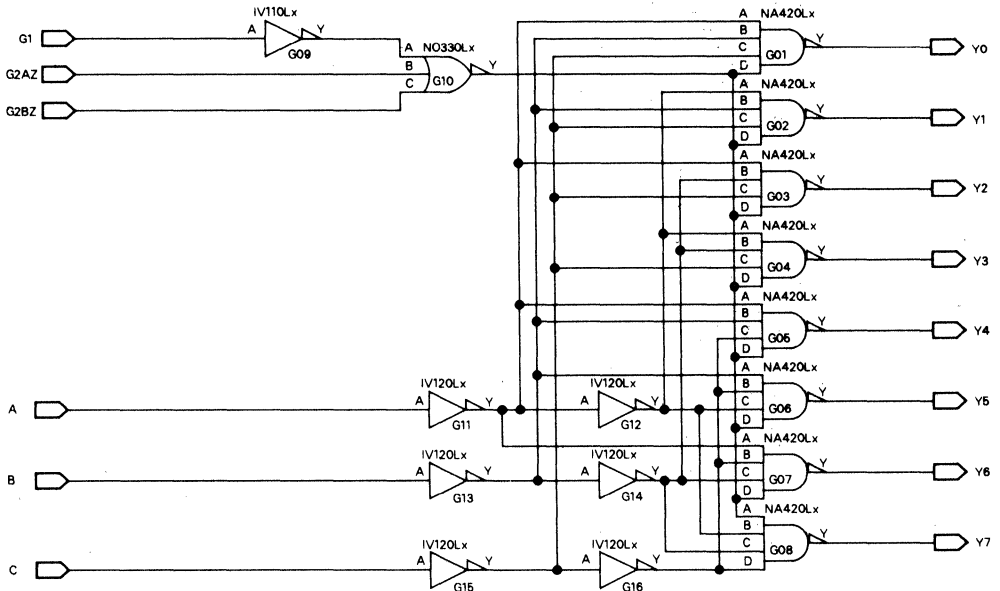 IV110Lx
G1
A
Y
G09
A
NO330Lx
G2AZ
B
Y
C
G10
G2BZ
A NA420Lx
B
C
Y
D
G01
Y0
A NA420Lx
B
C
Y
D
G02
Y1
A NA420Lx
B
C
Y
D
G03
Y2
A NA420Lx
B
C
Y
D
G04
Y3
A NA420Lx
B
C
Y
D
G05
Y4
A NA420Lx
B
C
Y
D
G06
Y5
A NA420Lx
B
C
Y
D
G07
Y6
A NA420Lx
B
C
Y
D
G08
Y7
IV120Lx
A
A
Y
G11
IV120Lx
A
Y
G12
IV120Lx
B
A
Y
G13
IV120Lx
A
Y
G14
IV120Lx
C
A
Y
G15
IV120Lx
A
Y
G16